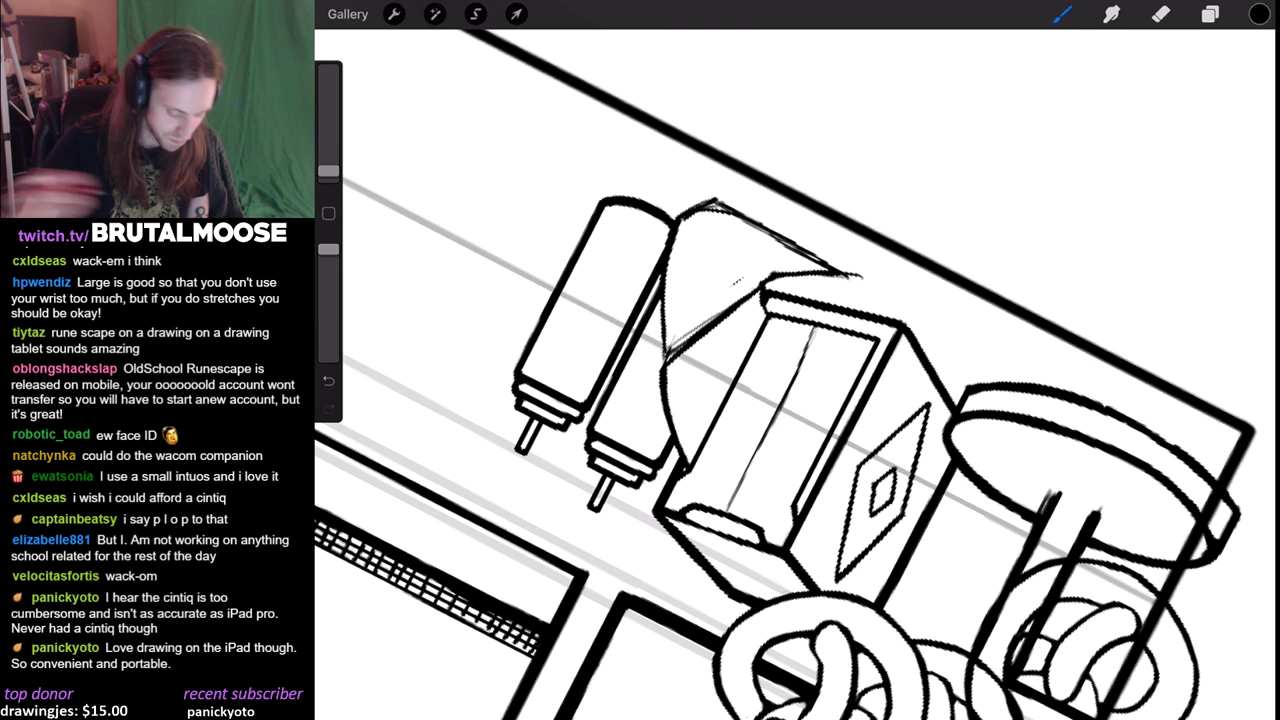 Gallery
twitch.tv/BRUTALMOOSE
cxldseas wack-em i think
hpwendiz Large is good so that you don't use
your wrist too much, but if you do stretches you
should be okay!
tiytaz rune scape on a drawing on a drawing
tablet sounds amazing
oblongshackslap OldSchool Runescape is
released on mobile, your ooooooold account wont
transfer so you will have to start anew account, but
it's great!
robotic_toad ew face ID
natchynka could do the wacom companion
ewatsonia I use a small intuos and i love it
cxldseas i wish i could afford a cintiq
captainbeatsy i say p l o p to that
elizabelle881 But I. Am not working on anything
school related for the rest of the day
velocitasfortis wack-om
panickyoto I hear the cintiq is too
cumbersome and isn't as accurate as iPad pro.
Never had a cintiq though
panickyoto Love drawing on the iPad though.
So convenient and portable.
top donor recent subscriber
drawingjes: $15.00 panickyoto